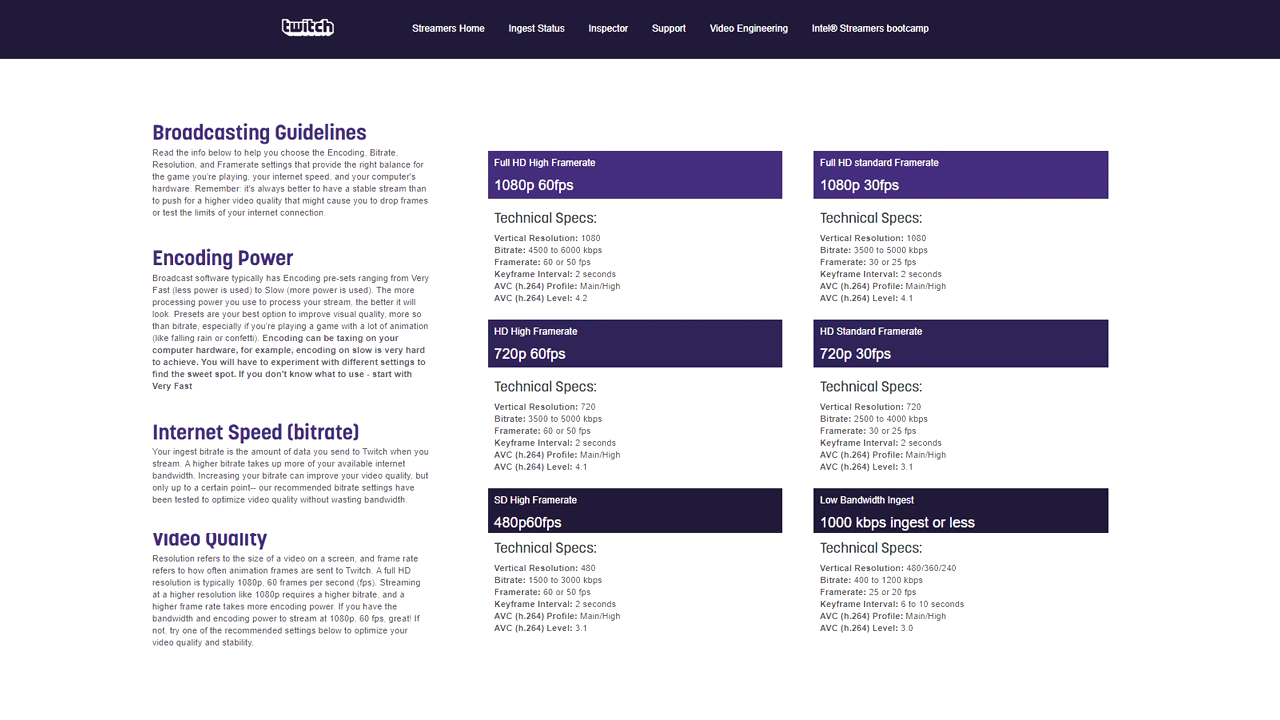 twitch
Streamers Home
Ingest Status
Inspector
Support
Video Engineering
Intel® Streamers bootcamp
Broadcasting Guidelines
Read the info below to help you choose the Encoding, Bitrate,
Resolution, and Framerate settings that provide the right balance for
the game you're playing, your internet speed, and your computer's
hardware. Remember: it's always better to have a stable stream than
to push for a higher video quality that might cause you to drop frames
or test the limits of your internet connection.
Encoding Power
Broadcast software typically has Encoding pre-sets ranging from Very
Fast (less power is used) to Slow (more power is used). The more
processing power you use to process your stream, the better it will
look. Presets are your best option to improve visual quality, more so
than bitrate, especially if you're playing a game with a lot of animation
(like falling rain or confetti). Encoding can be taxing on your
computer hardware, for example, encoding on slow is very hard
to achieve. You will have to experiment with different settings to
find the sweet spot. If you don't know what to use - start with
Very Fast
Internet Speed (bitrate)
Your ingest bitrate is the amount of data you send to Twitch when you
stream. A higher bitrate takes up more of your available internet
bandwidth. Increasing your bitrate can improve your video quality, but
only up to a certain point-- our recommended bitrate settings have
been tested to optimize video quality without wasting bandwidth.
Video Quality
Resolution refers to the size of a video on a screen, and frame rate
refers to how often animation frames are sent to Twitch. A full HD
resolution is typically 1080p, 60 frames per second (fps). Streaming
at a higher resolution like 1080p requires a higher bitrate, and a
higher frame rate takes more encoding power. If you have the
bandwidth and encoding power to stream at 1080p, 60 fps, great! If
not, try one of the recommended settings below to optimize your
video quality and stability.
Full HD High Framerate
1080p 60fps
Technical Specs:
Vertical Resolution: 1080
Bitrate: 4500 to 6000 kbps
Framerate: 60 or 50 fps
Keyframe Interval: 2 seconds
AVC (h.264) Profile: Main/High
AVC (h.264) Level: 4.2
Full HD standard Framerate
1080p 30fps
Technical Specs:
Vertical Resolution: 1080
Bitrate: 3500 to 5000 kbps
Framerate: 30 or 25 fps
Keyframe Interval: 2 seconds
AVC (h.264) Profile: Main/High
AVC (h.264) Level: 4.1
HD High Framerate
720p 60fps
Technical Specs:
Vertical Resolution: 720
Bitrate: 3500 to 5000 kbps
Framerate: 60 or 50 fps
Keyframe Interval: 2 seconds
AVC (h.264) Profile: Main/High
AVC (h.264) Level: 4.1
HD Standard Framerate
720p 30fps
Technical Specs:
Vertical Resolution: 720
Bitrate: 2500 to 4000 kbps
Framerate: 30 or 25 fps
Keyframe Interval: 2 seconds
AVC (h.264) Profile: Main/High
AVC (h.264) Level: 3.1
SD High Framerate
480p60fps
Technical Specs:
Vertical Resolution: 480
Bitrate: 1500 to 3000 kbps
Framerate: 60 or 50 fps
Keyframe Interval: 2 seconds
AVC (h.264) Profile: Main/High
AVC (h.264) Level: 3.1
Low Bandwidth Ingest
1000 kbps ingest or less
Technical Specs:
Vertical Resolution: 480/360/240
Bitrate: 400 to 1200 kbps
Framerate: 25 or 20 fps
Keyframe Interval: 6 to 10 seconds
AVC (h.264) Profile: Main/High
AVC (h.264) Level: 3.0